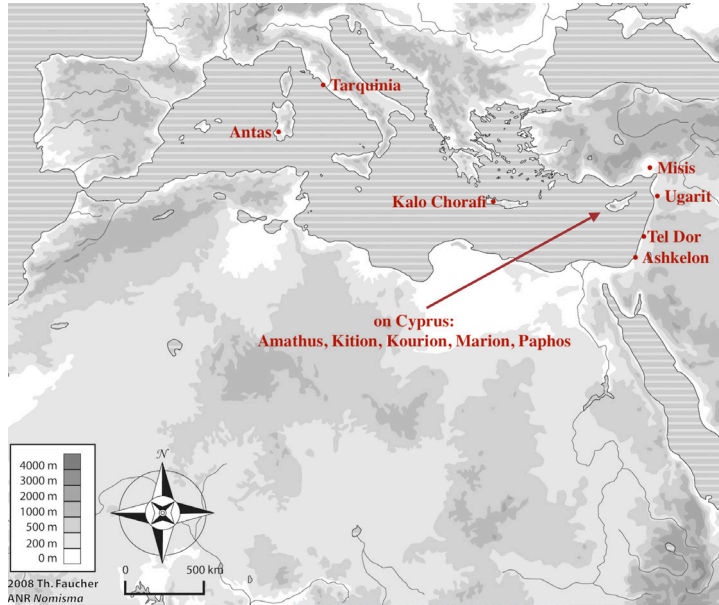 Tarquinia
Antas
Misis
Kalo Chorafi
Ugarit
Tel Dor
Ashkelon
on Cyprus:
Amathus, Kition, Kourion, Marion, Paphos
4000 m
3000 m
2000 m
1000 m
500 m
200 m
0 m
N
0 500 km
2008 Th. Faucher
ANR Nomisma